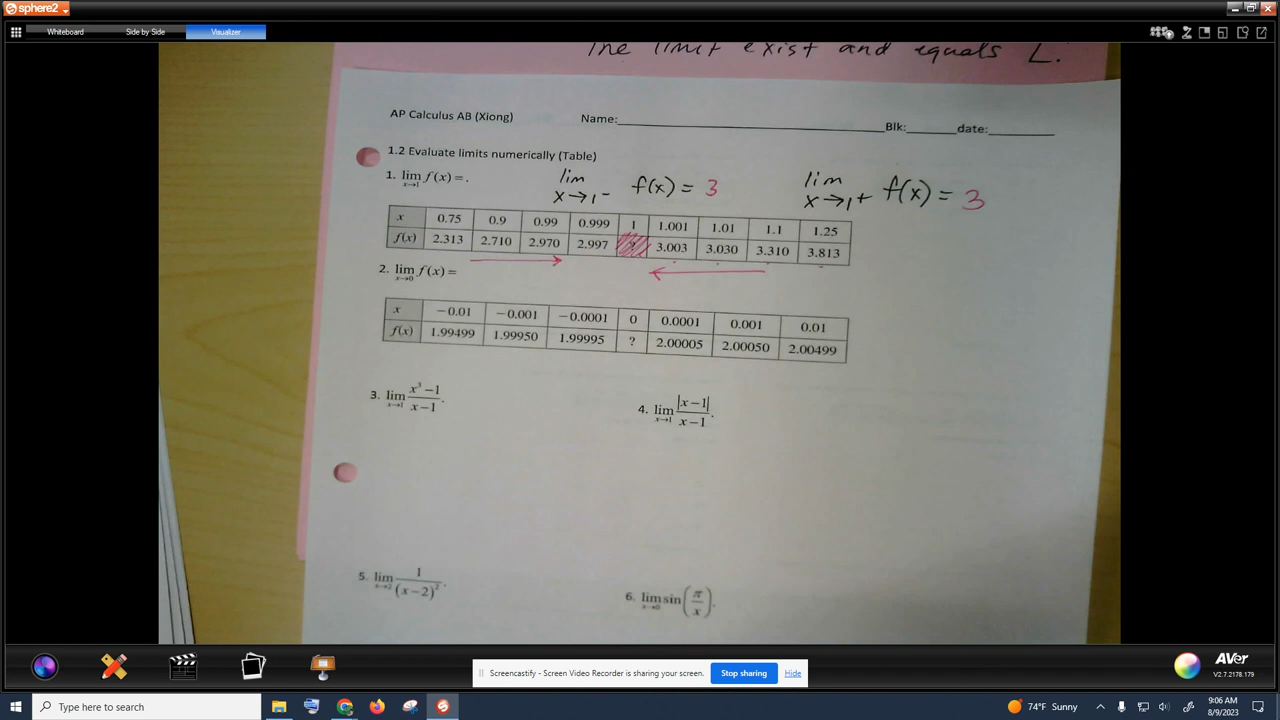 sphere2
Whiteboard Side by Side Visualizer
The limit exist and equals L.
AP Calculus AB (Xiong) Name:____ Blk:____ date:____
1.2 Evaluate limits numerically (Table)
1. lim x→1 f(x) = . lim x→1⁻ f(x) = 3 lim x→1⁺ f(x) = 3
x 0.75 0.9 0.99 0.999 1 1.001 1.01 1.1 1.25
f(x) 2.313 2.710 2.970 2.997 ? 3.003 3.030 3.310 3.813
2. lim x→0 f(x) =
x −0.01 −0.001 −0.0001 0 0.0001 0.001 0.01
f(x) 1.99499 1.99950 1.99995 ? 2.00005 2.00050 2.00499
3. lim x→1 (x³−1)/(x−1). 4. lim x→1 |x−1|/(x−1).
5. lim x→2 1/(x−2)². 6. lim x→0 sin(π/x).
Screencastify - Screen Video Recorder is sharing your screen. Stop sharing Hide
AVer
V2.7.2178.179
Type here to search 74°F Sunny 9:06 AM
8/9/2023